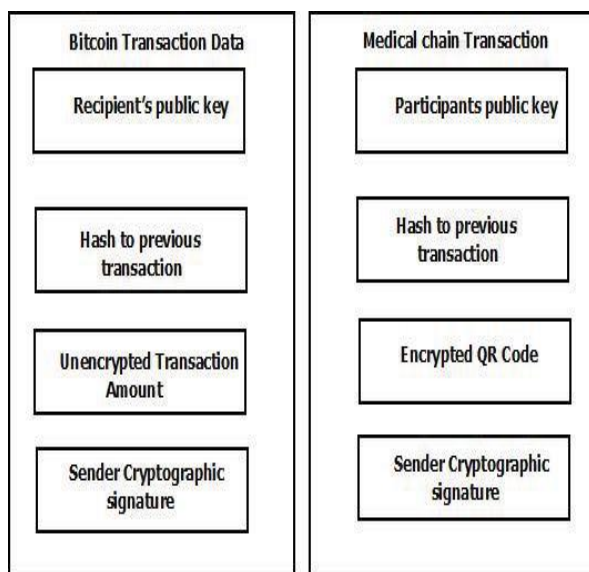 Bitcoin Transaction Data
Recipient's public key
Hash to previous
transaction
Unencrypted Transaction
Amount
Sender Cryptographic
signature
Medical chain Transaction
Participants public key
Hash to previous
transaction
Encrypted QR Code
Sender Cryptographic
signature